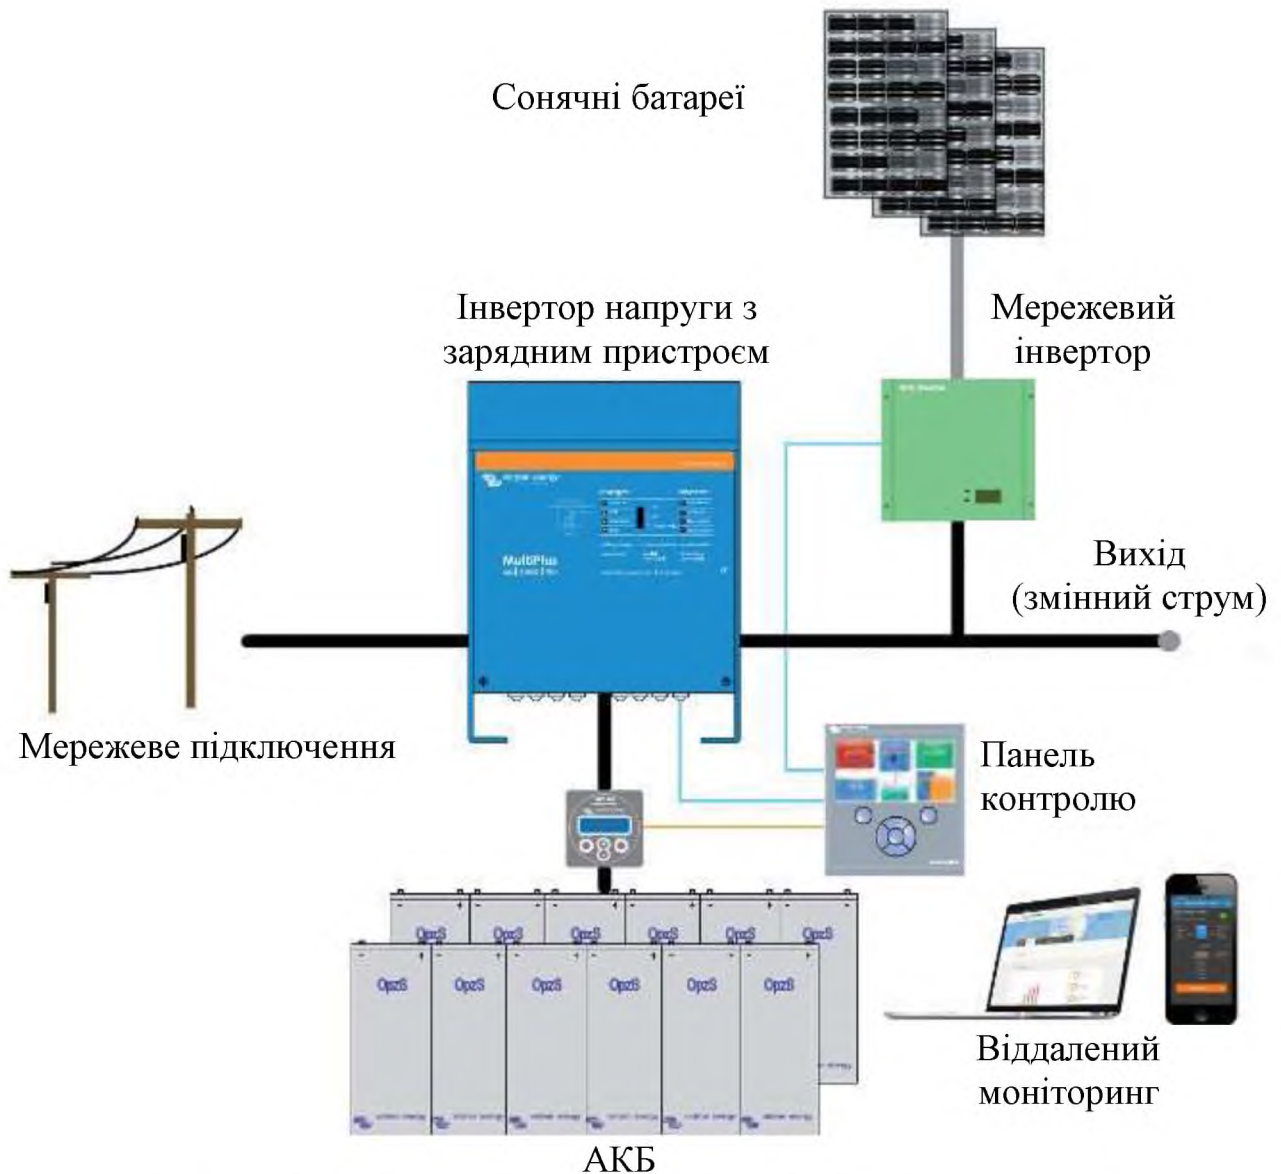 Сонячні батареї
Інвертор напруги з
зарядним пристроєм
Мережевий
інвертор
MultiPlus
Вихід
(змінний струм)
Мережеве підключення
Панель
контролю
OpzS OpzS OpzS OpzS OpzS OpzS
OpzS OpzS OpzS OpzS OpzS OpzS
Віддалений
моніторинг
АКБ